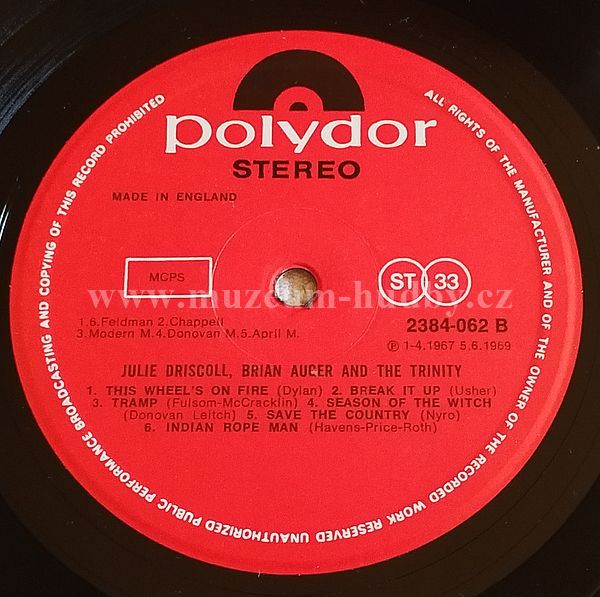 polydor
STEREO
MADE IN ENGLAND
MCPS
ST 33
www.muzeum-hudby.cz
1.6. Feldman 2. Chappell
3. Modern M. 4. Donovan M. 5. April M.
2384-062 B
℗ 1-4.1967 5.6.1969
JULIE DRISCOLL, BRIAN AUGER AND THE TRINITY
1. THIS WHEEL'S ON FIRE (Dylan) 2. BREAK IT UP (Usher)
3. TRAMP (Fulsom-McCracklin) 4. SEASON OF THE WITCH
(Donovan Leitch) 5. SAVE THE COUNTRY (Nyro)
6. INDIAN ROPE MAN (Havens-Price-Roth)
ALL RIGHTS OF THE MANUFACTURER AND OF THE OWNER OF THE RECORDED WORK RESERVED UNAUTHORIZED PUBLIC PERFORMANCE BROADCASTING AND COPYING OF THIS RECORD PROHIBITED